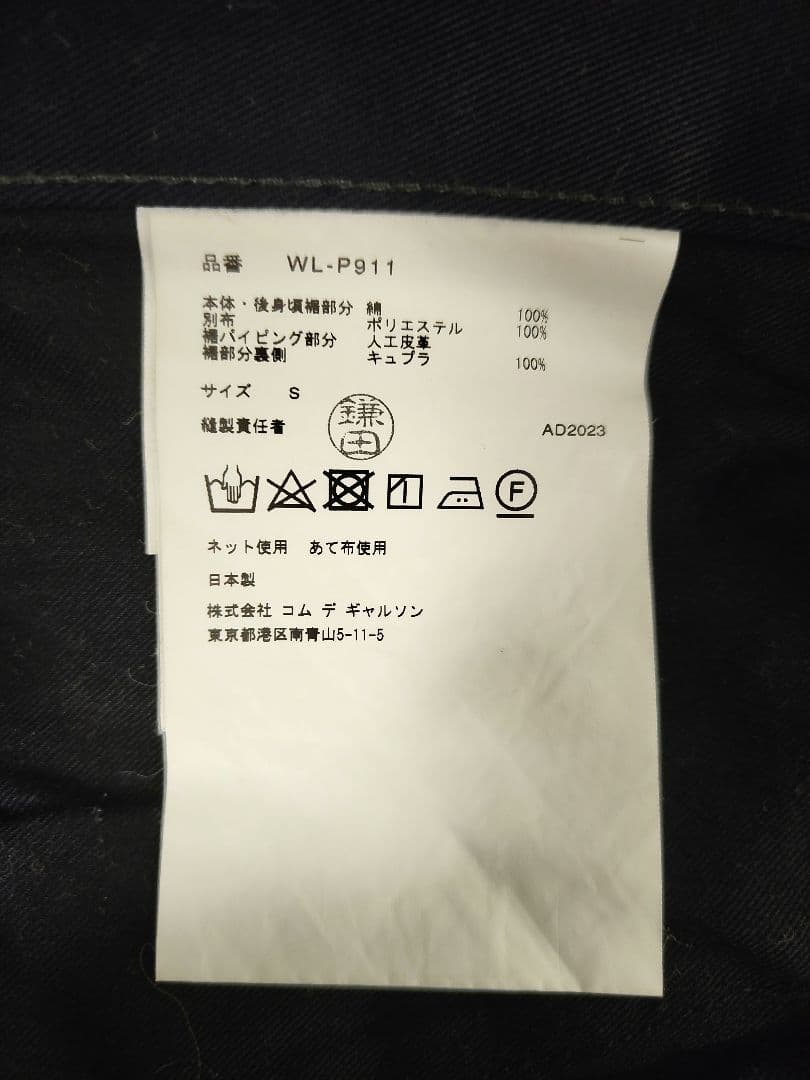 品番 WL-P911
本体・後身頃裾部分 綿 100%
別布 ポリエステル 100%
裾パイピング部分 人工皮革
裾部分裏側 キュプラ 100%
サイズ S
縫製責任者 鎌田 AD2023
1 F
ネット使用 あて布使用
日本製
株式会社 コム デ ギャルソン
東京都港区南青山5-11-5